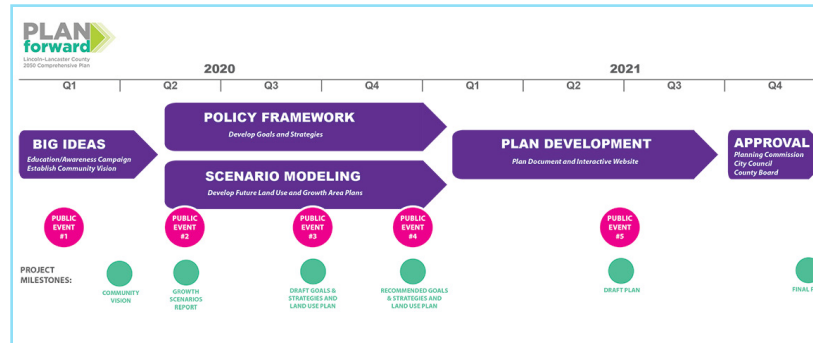 PLAN
forward
Lincoln-Lancaster County
2050 Comprehensive Plan
2020
2021
Q1
Q2
Q3
Q4
Q1
Q2
Q3
Q4
BIG IDEAS
Education/Awareness Campaign
Establish Community Vision
POLICY FRAMEWORK
Develop Goals and Strategies
SCENARIO MODELING
Develop Future Land Use and Growth Area Plans
PLAN DEVELOPMENT
Plan Document and Interactive Website
APPROVAL
Planning Commission
City Council
County Board
PUBLIC
EVENT
#1
PUBLIC
EVENT
#2
PUBLIC
EVENT
#3
PUBLIC
EVENT
#4
PUBLIC
EVENT
#5
PROJECT
MILESTONES:
COMMUNITY
VISION
GROWTH
SCENARIOS
REPORT
DRAFT GOALS &
STRATEGIES AND
LAND USE PLAN
RECOMMENDED GOALS
& STRATEGIES AND
LAND USE PLAN
DRAFT PLAN
FINAL